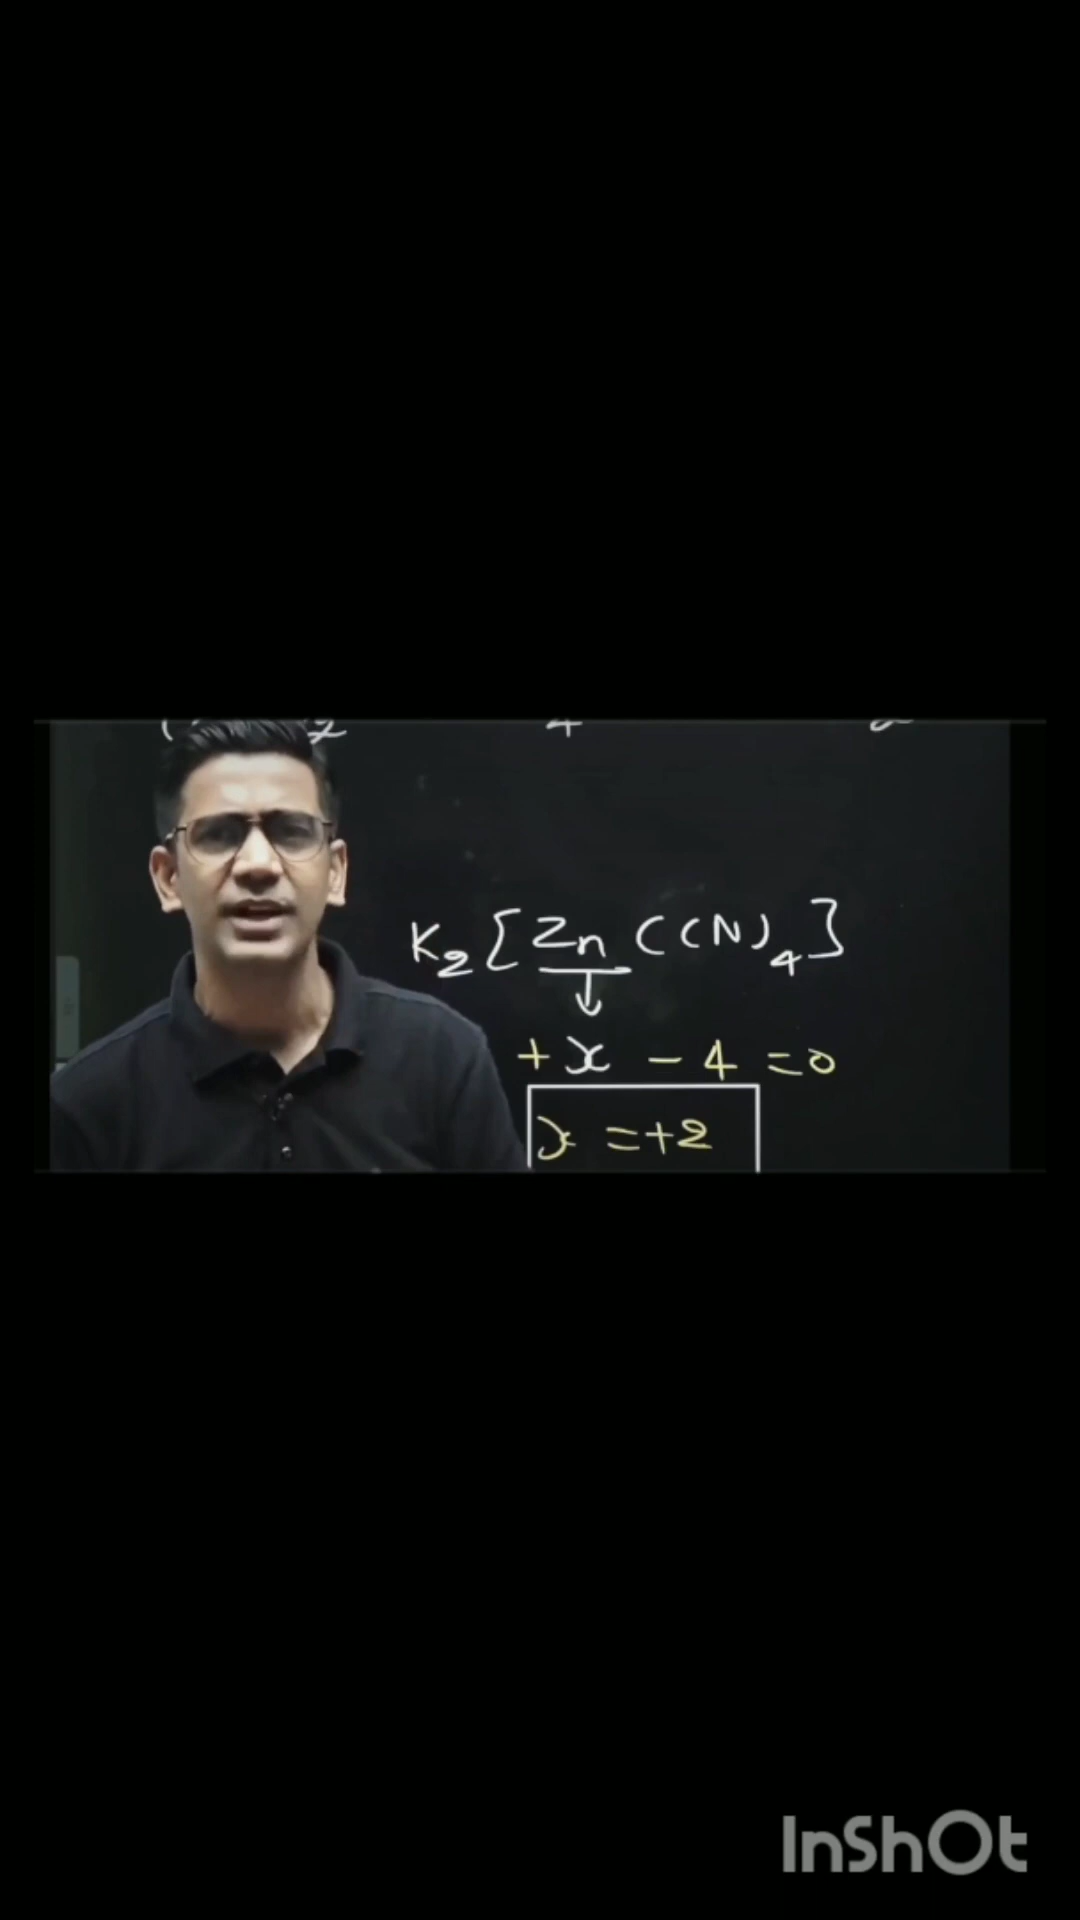 K₂[Zn(CN)₄]
+x - 4 = 0
x = +2
InShOt